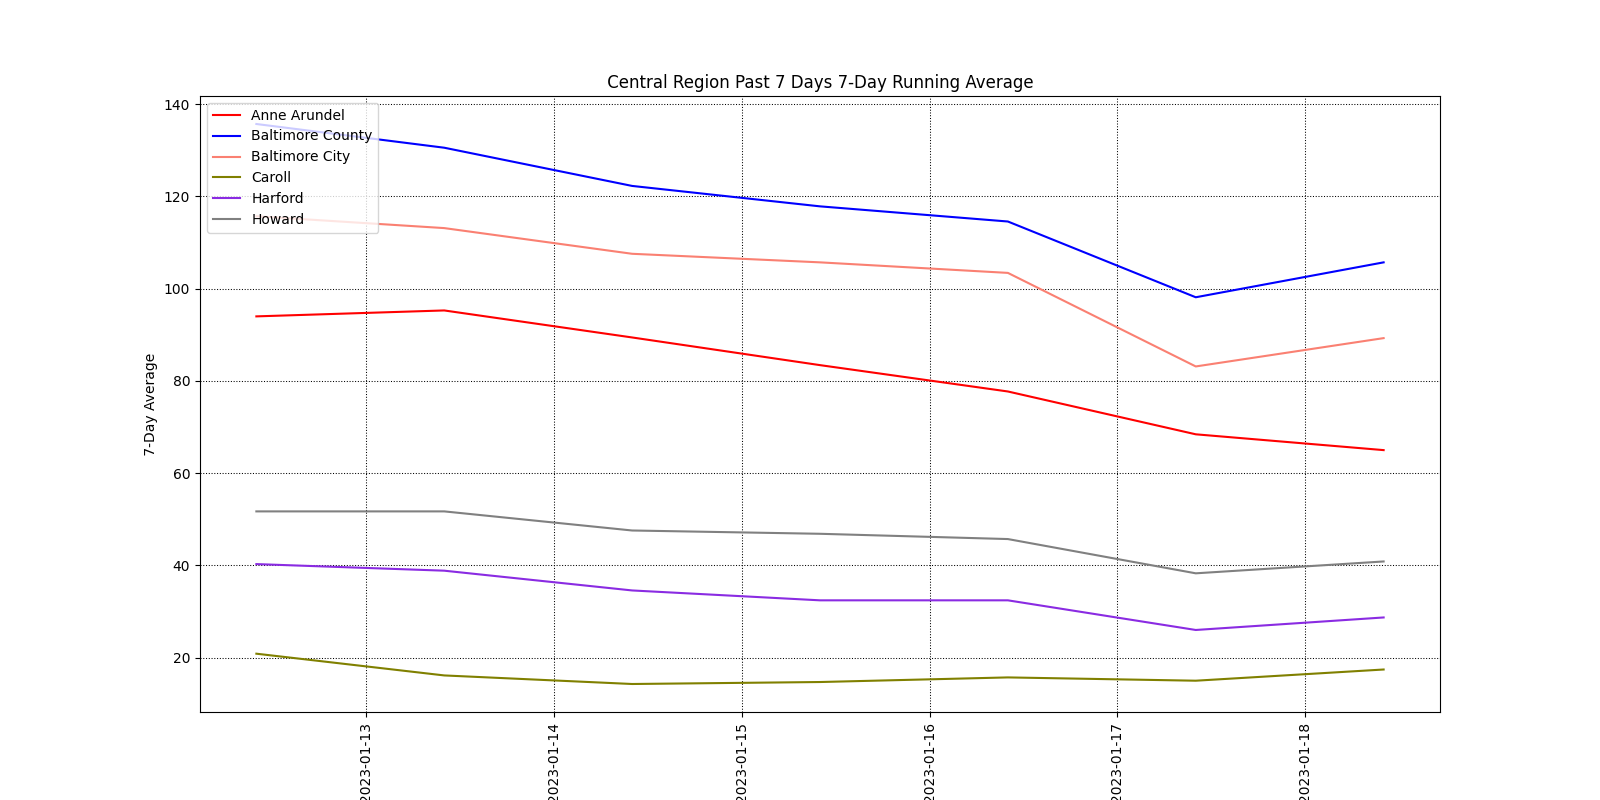 Central Region Past 7 Days 7-Day Running Average
140
120
100
80
60
40
20
7-Day Average
Anne Arundel
Baltimore County
Baltimore City
Caroll
Harford
Howard
2023-01-13
2023-01-14
2023-01-15
2023-01-16
2023-01-17
2023-01-18